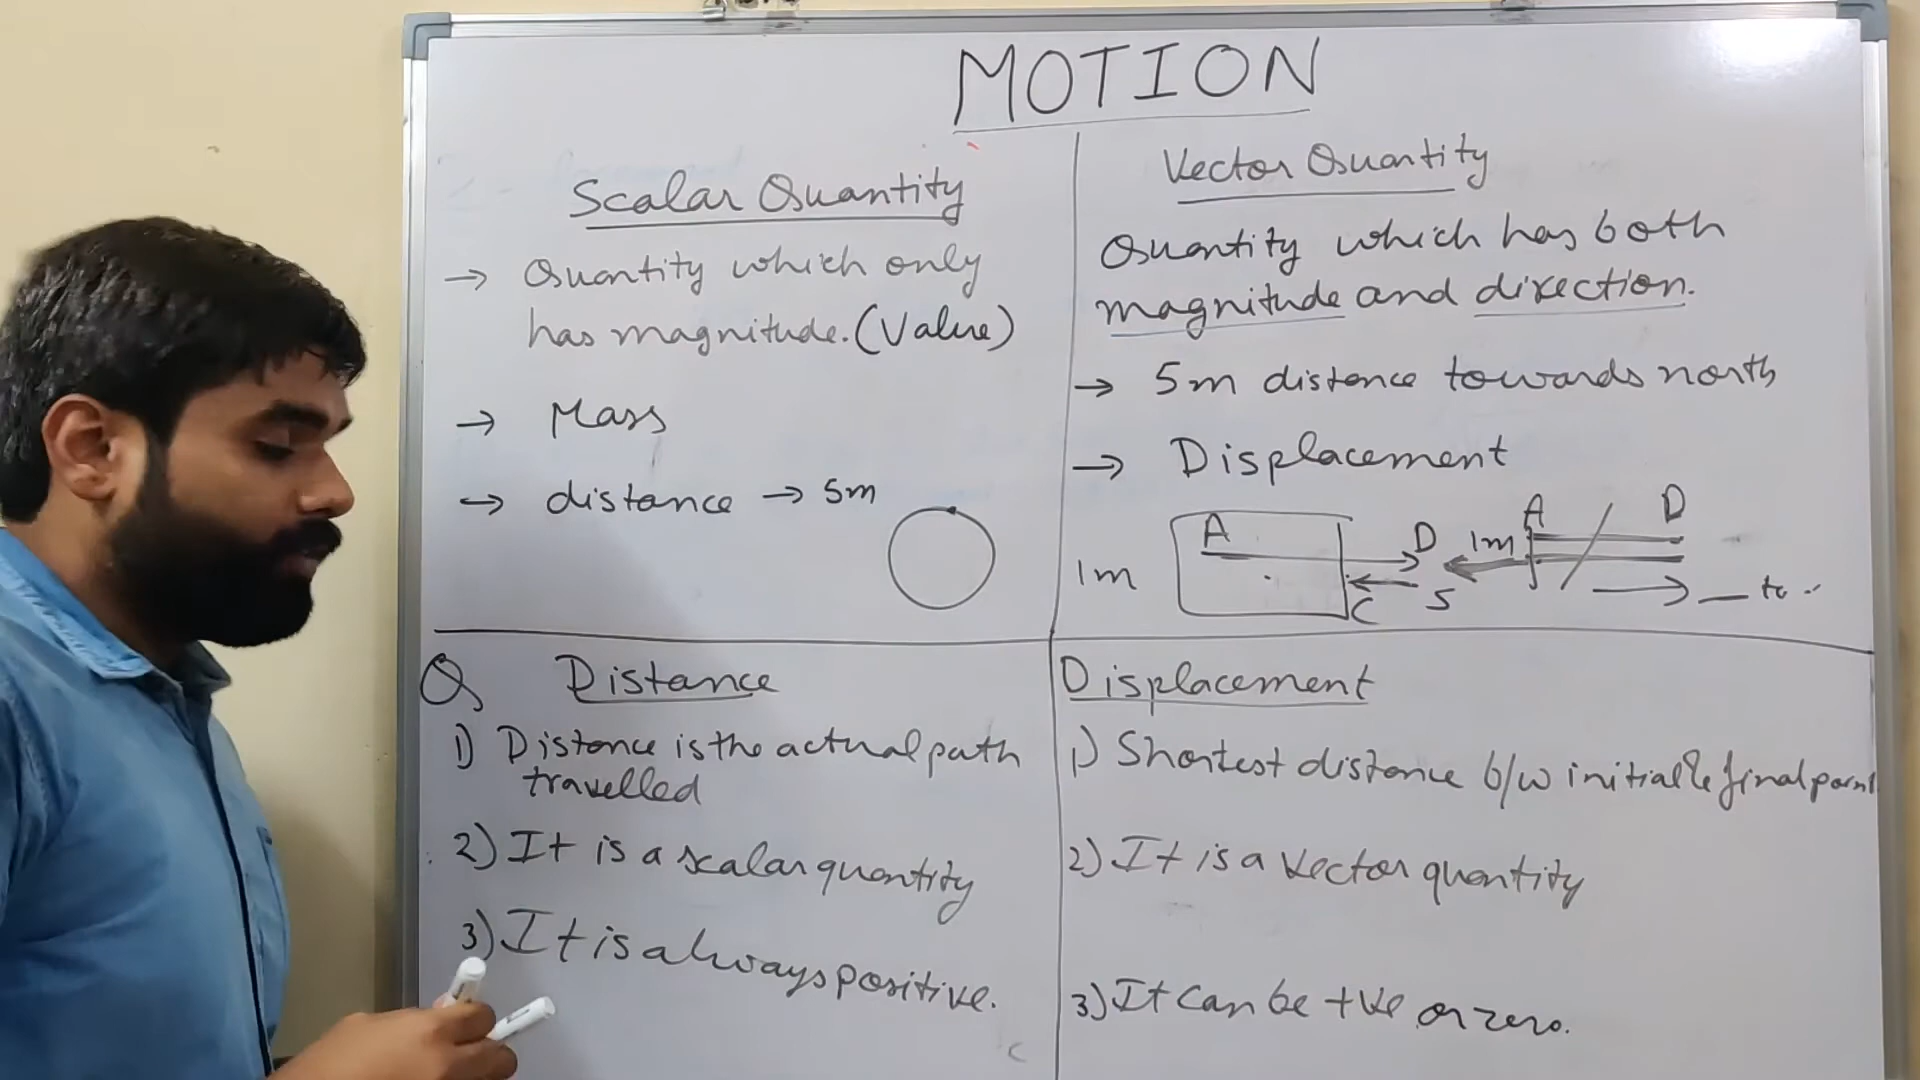 MOTION
Scalar Quantity
→ Quantity which only
has magnitude. (Value)
→ Mass
→ distance → 5m
Vector Quantity
Quantity which has both
magnitude and direction.
→ 5m distance towards north
→ Displacement
1m
A
D
C
S
1m
A
D
Q
Distance
1) Distance is the actual path
travelled
2) It is a scalar quantity
3) It is always positive.
Displacement
1) Shortest distance b/w initial & final point
2) It is a vector quantity
3) It can be +ve or zero.